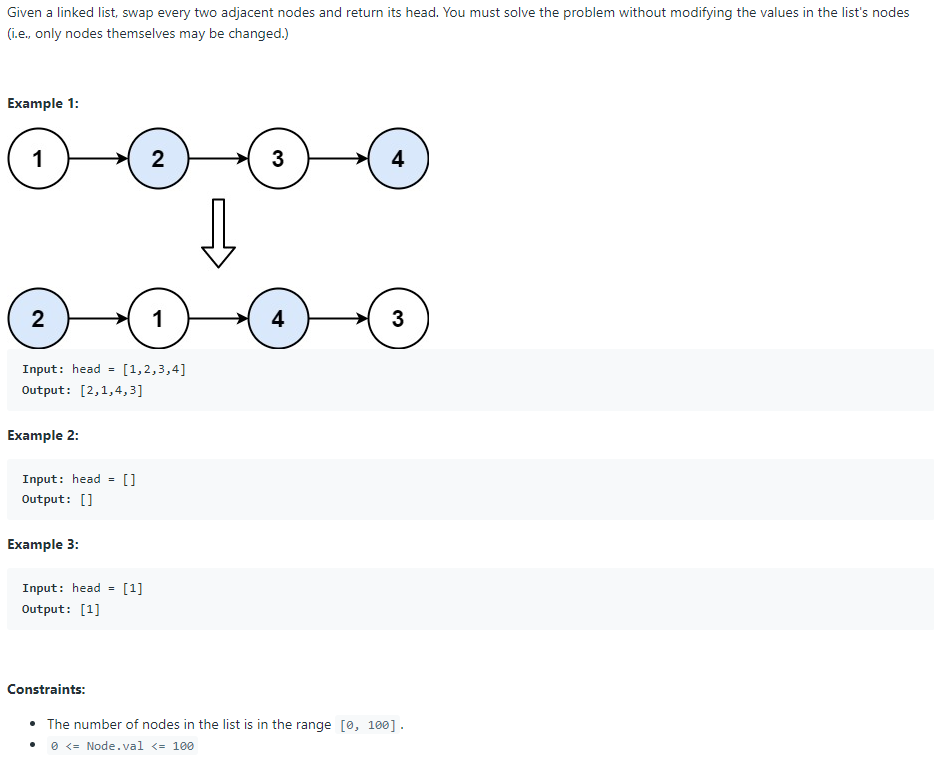 Given a linked list, swap every two adjacent nodes and return its head. You must solve the problem without modifying the values in the list's nodes
(i.e., only nodes themselves may be changed.)
Example 1:
1 2 3 4
2 1 4 3
Input: head = [1,2,3,4]
Output: [2,1,4,3]
Example 2:
Input: head = []
Output: []
Example 3:
Input: head = [1]
Output: [1]
Constraints:
• The number of nodes in the list is in the range [0, 100].
• 0 <= Node.val <= 100